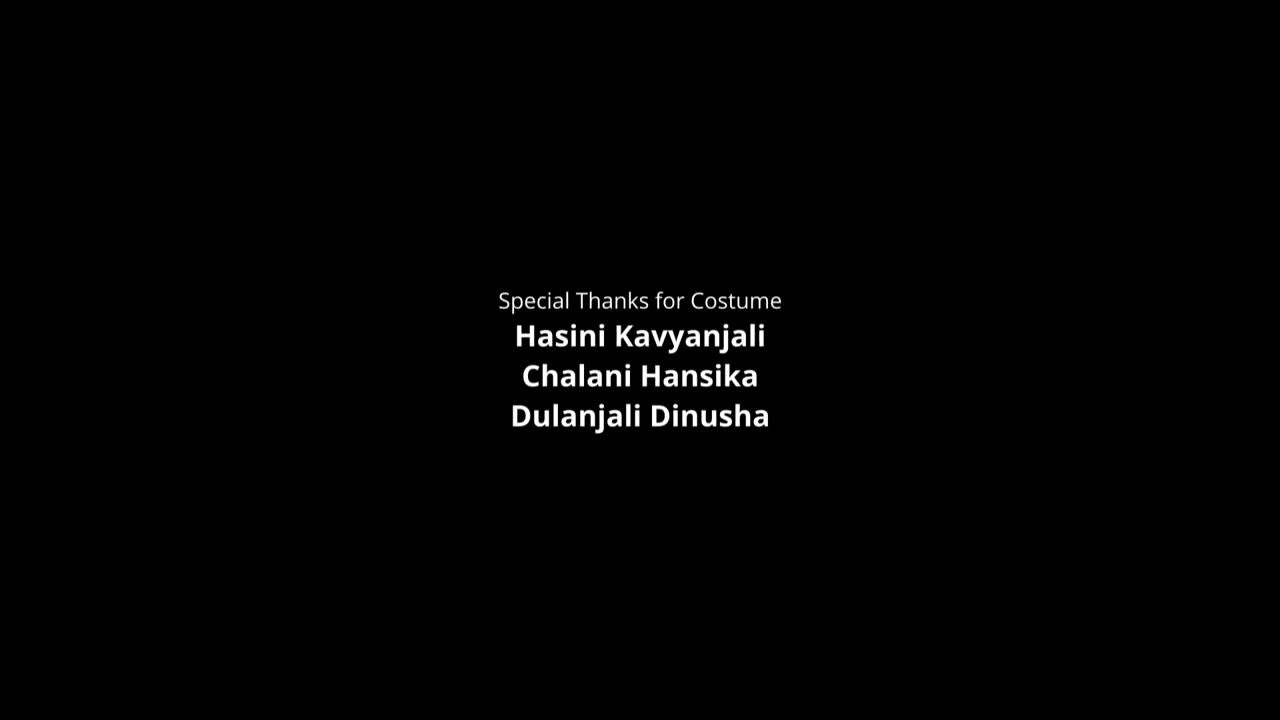 Special Thanks for Costume
Hasini Kavyanjali
Chalani Hansika
Dulanjali Dinusha